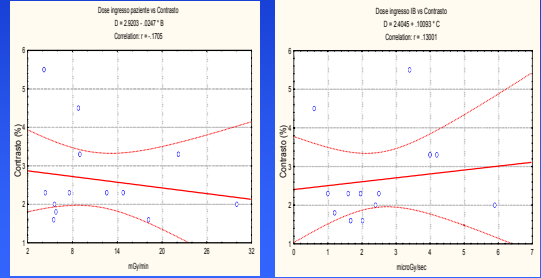 Dose ingresso paziente vs Contrasto
D = 2.9203 - .0247 * B
Correlation: r = -.1705
Contrasto (%)
6
5
4
3
2
1
2
8
14
20
26
32
mGy/min
Dose ingresso IB vs Contrasto
D = 2.4045 + .10093 * C
Correlation: r = .13001
Contrasto (%)
6
5
4
3
2
1
0
1
2
3
4
5
6
7
microGy/sec